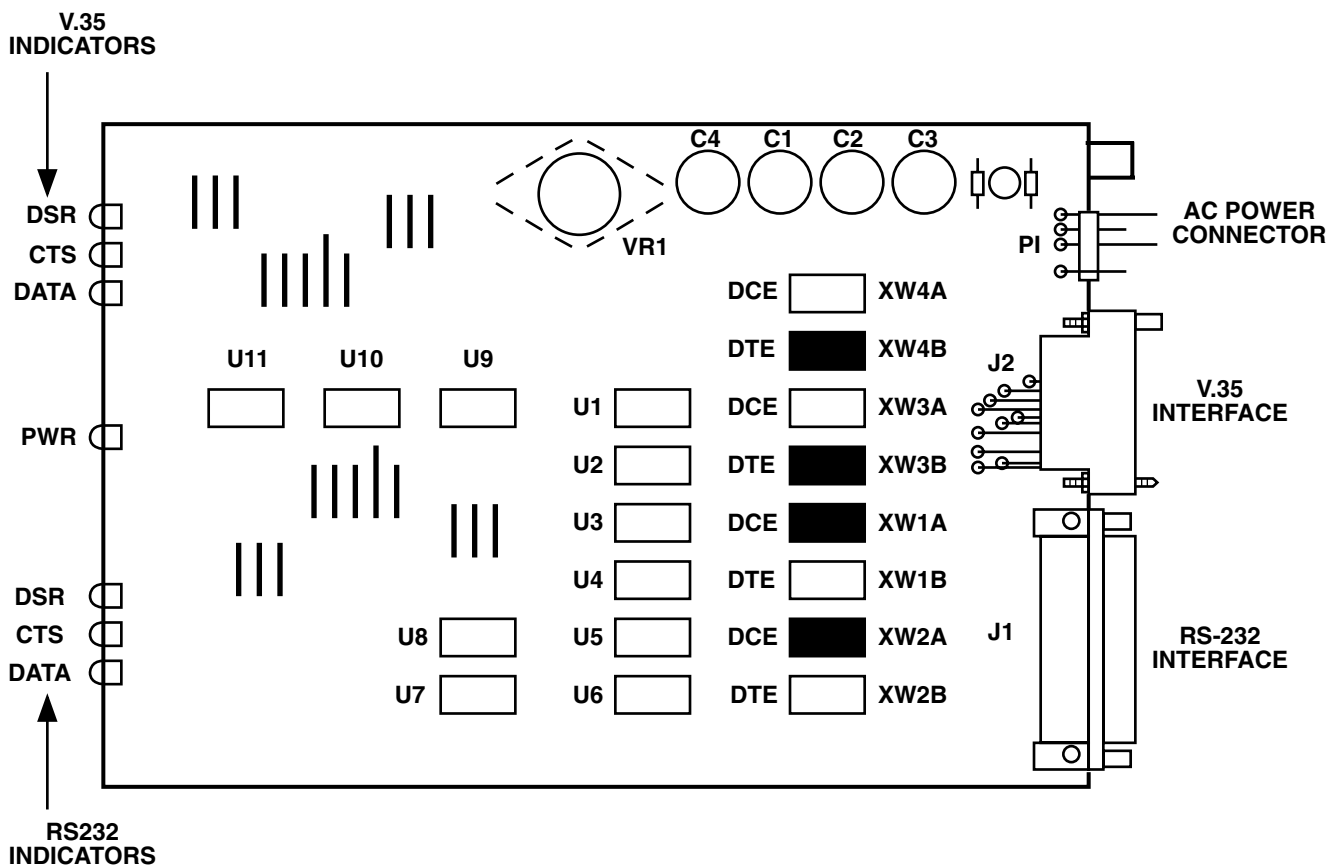 V.35
INDICATORS
C4 C1 C2 C3
DSR
CTS
DATA
VR1
PI
AC POWER
CONNECTOR
DCE XW4A
DTE XW4B
U11 U10 U9
J2
U1 DCE XW3A
V.35
INTERFACE
PWR
U2 DTE XW3B
U3 DCE XW1A
U4 DTE XW1B
DSR
CTS
DATA
U8 U5 DCE XW2A
J1
RS-232
INTERFACE
U7 U6 DTE XW2B
RS232
INDICATORS